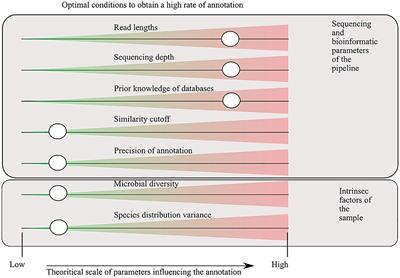 Optimal conditions to obtain a high rate of annotation
Read lengths
Sequencing depth
Prior knowledge of databases
Similarity cutoff
Precision of annotation
Sequencing and
bioinformatic
parameters
of the
pipeline
Microbial diversity
Species distribution variance
Intrinsec factors of
the
sample
Low
High
Theoritical scale of parameters influencing the annotation